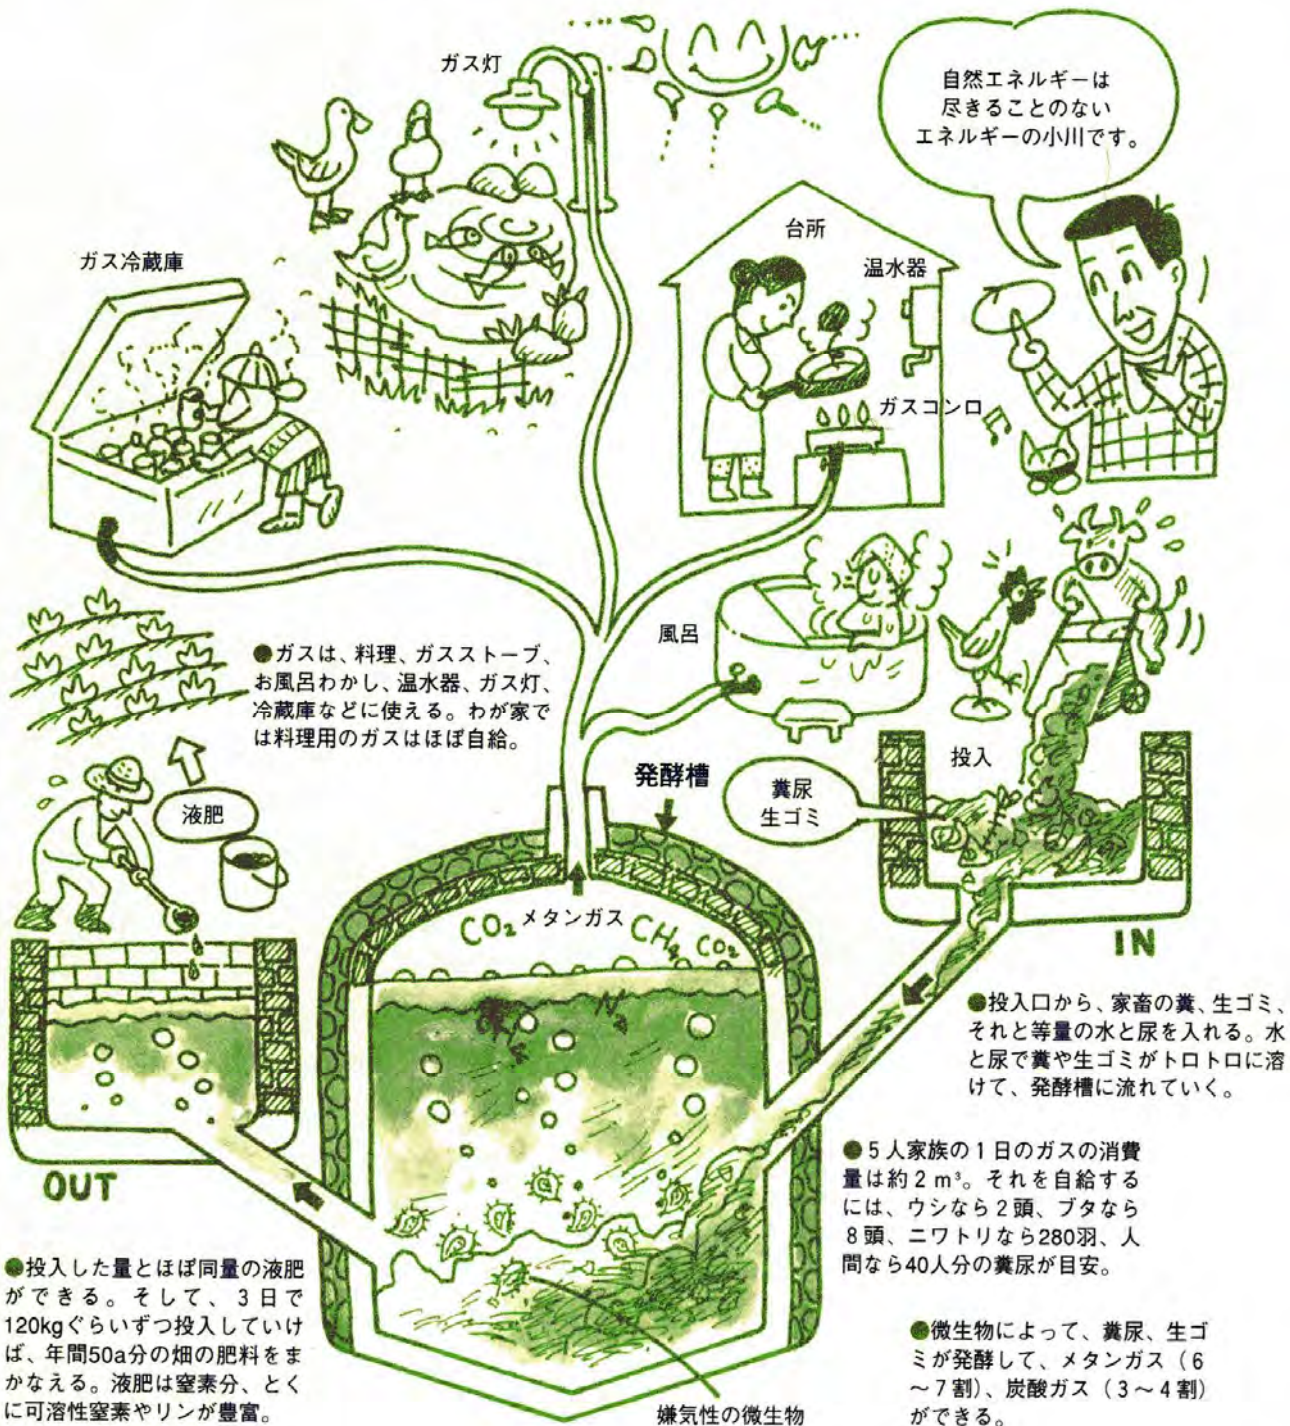 ガス灯
自然エネルギーは
尽きることのない
エネルギーの小川です。
ガス冷蔵庫
台所
温水器
ガスコンロ
風呂
●ガスは、料理、ガスストーブ、
お風呂わかし、温水器、ガス灯、
冷蔵庫などに使える。わが家で
は料理用のガスはほぼ自給。
液肥
発酵槽
糞尿
生ゴミ
投入
CO₂ メタンガス CH₄ CO₂
N₂
IN
●投入口から、家畜の糞、生ゴミ、
それと等量の水と尿を入れる。水
と尿で糞や生ゴミがトロトロに溶
けて、発酵槽に流れていく。
●5人家族の1日のガスの消費
量は約2m³。それを自給する
には、ウシなら2頭、ブタなら
8頭、ニワトリなら280羽、人
間なら40人分の糞尿が目安。
OUT
●投入した量とほぼ同量の液肥
ができる。そして、3日で
120kgぐらいずつ投入していけ
ば、年間50a分の畑の肥料をま
かなえる。液肥は窒素分、とく
に可溶性窒素やリンが豊富。
●微生物によって、糞尿、生ゴ
ミが発酵して、メタンガス（6
～7割）、炭酸ガス（3～4割）
ができる。
嫌気性の微生物